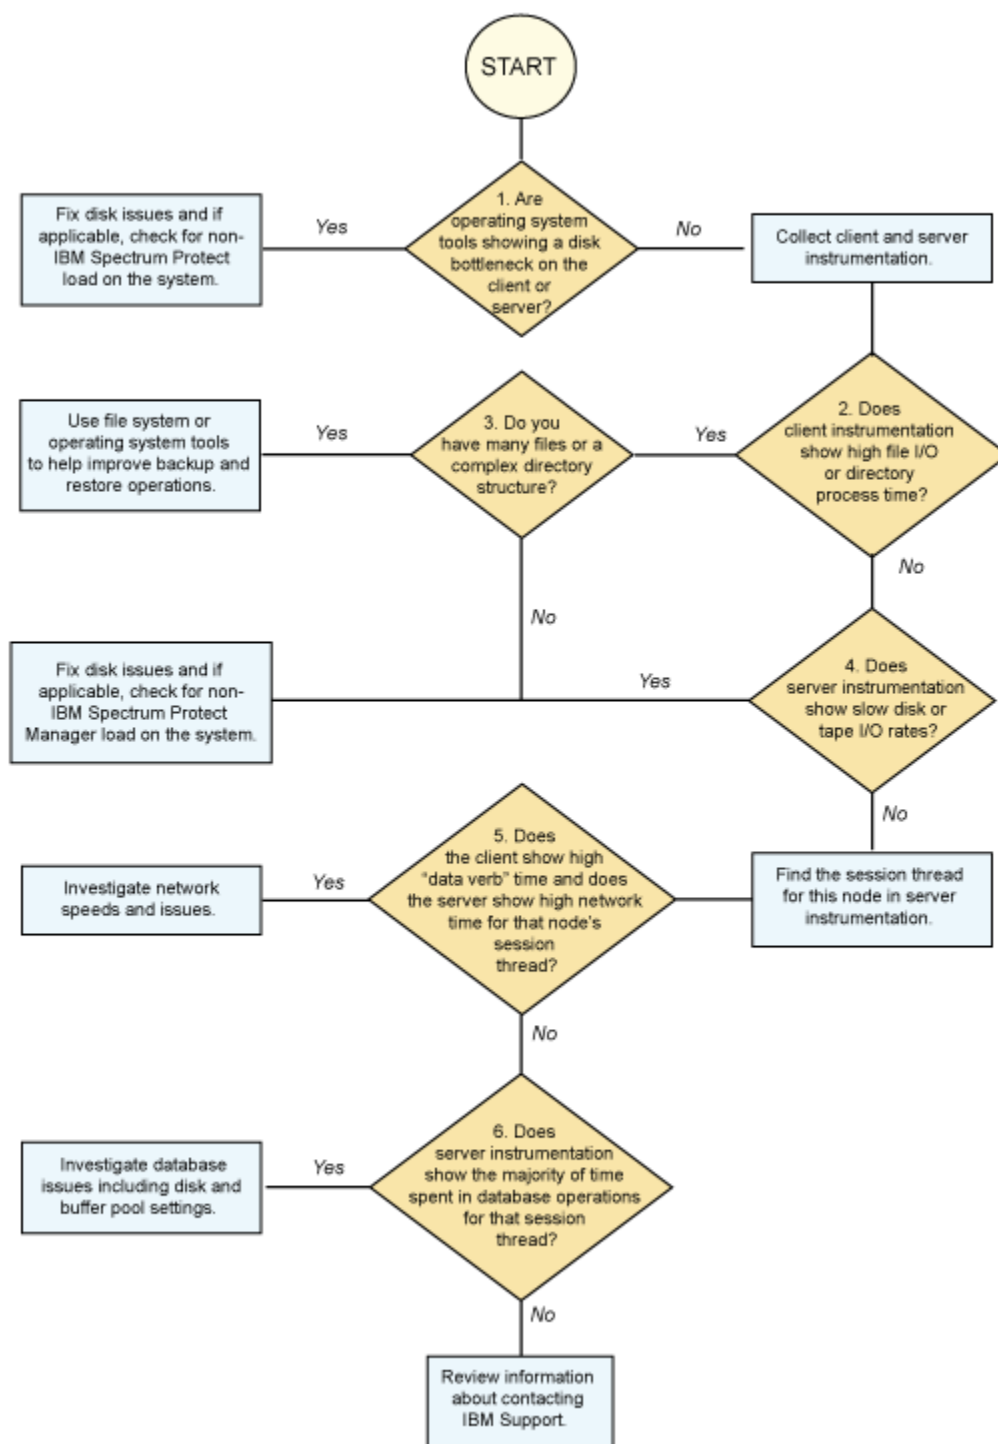 START
1. Are
operating system
tools showing a disk
bottleneck on the
client or
server?
Yes
Fix disk issues and if
applicable, check for non-
IBM Spectrum Protect
load on the system.
No
Collect client and server
instrumentation.
2. Does
client instrumentation
show high file I/O
or directory
process time?
Yes
3. Do you
have many files or a
complex directory
structure?
Yes
Use file system or
operating system tools
to help improve backup and
restore operations.
No
No
4. Does
server instrumentation
show slow disk or
tape I/O rates?
Yes
Fix disk issues and if
applicable, check for non-
IBM Spectrum Protect
Manager load on the system.
No
Find the session thread
for this node in server
instrumentation.
5. Does
the client show high
“data verb” time and does
the server show high network
time for that node's
session
thread?
Yes
Investigate network
speeds and issues.
No
6. Does
server instrumentation
show the majority of time
spent in database operations
for that session
thread?
Yes
Investigate database
issues including disk and
buffer pool settings.
No
Review information
about contacting
IBM Support.